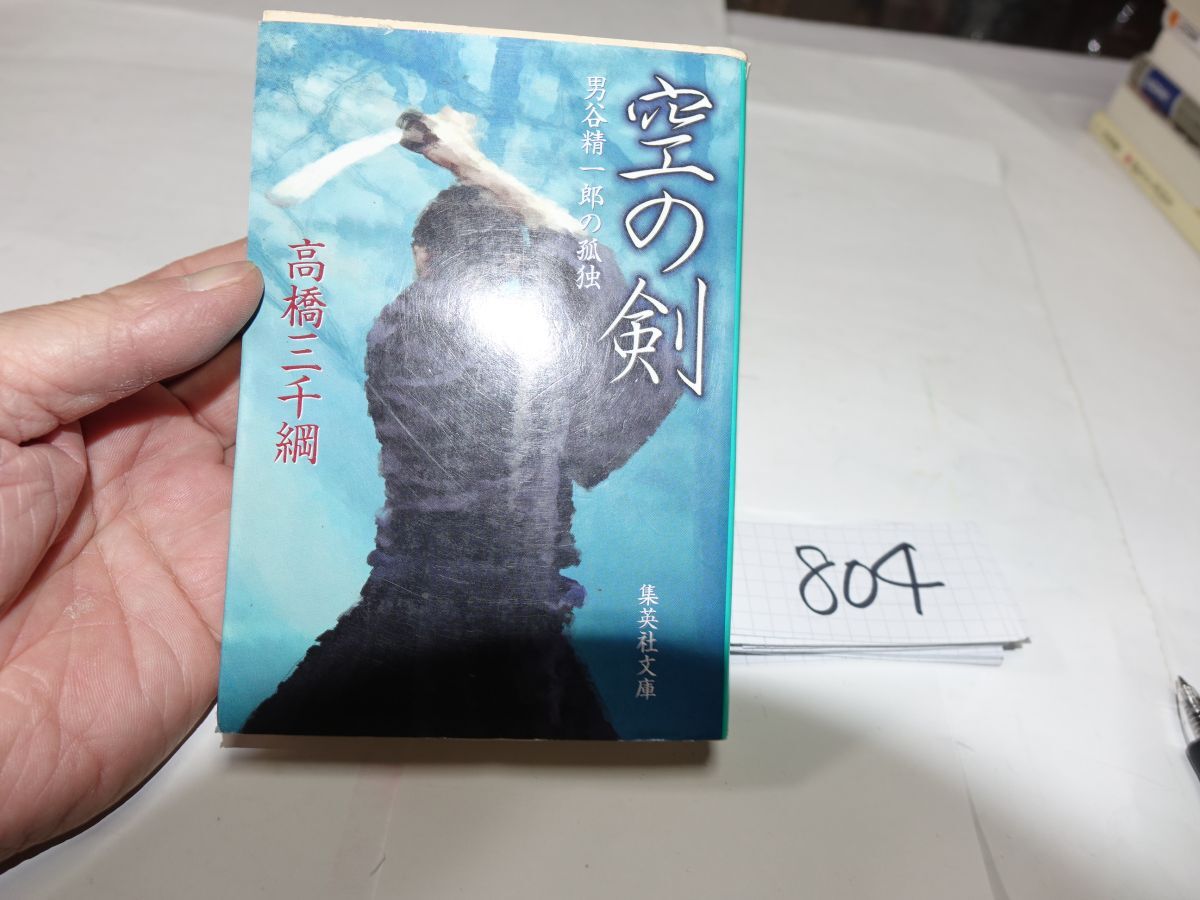 空の剣
男谷精一郎の孤独
高橋三千綱
集英社文庫
804